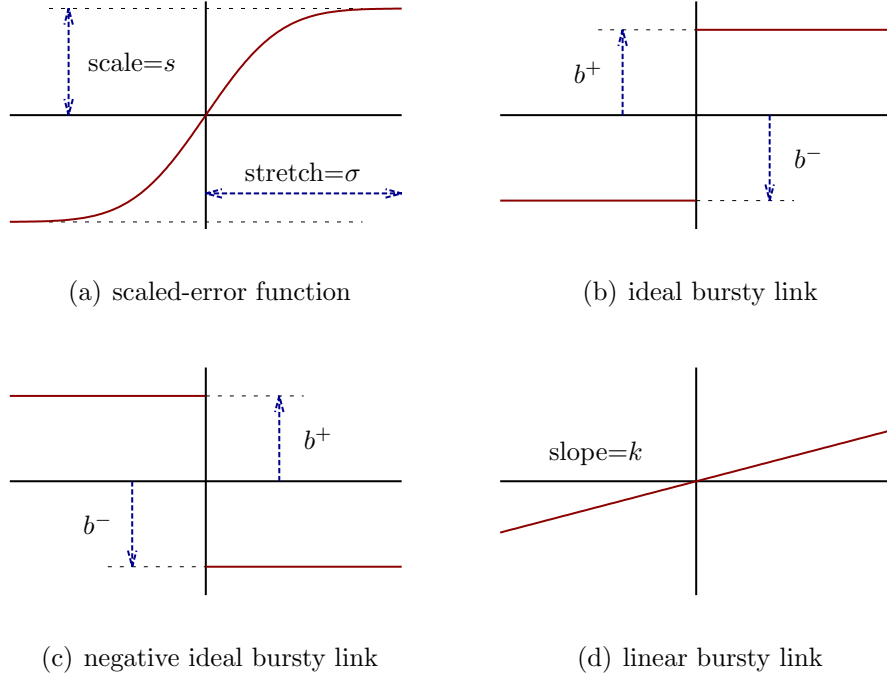 scale=s
stretch=σ
(a) scaled-error function
b⁺
b⁻
(b) ideal bursty link
b⁺
b⁻
(c) negative ideal bursty link
slope=k
(d) linear bursty link